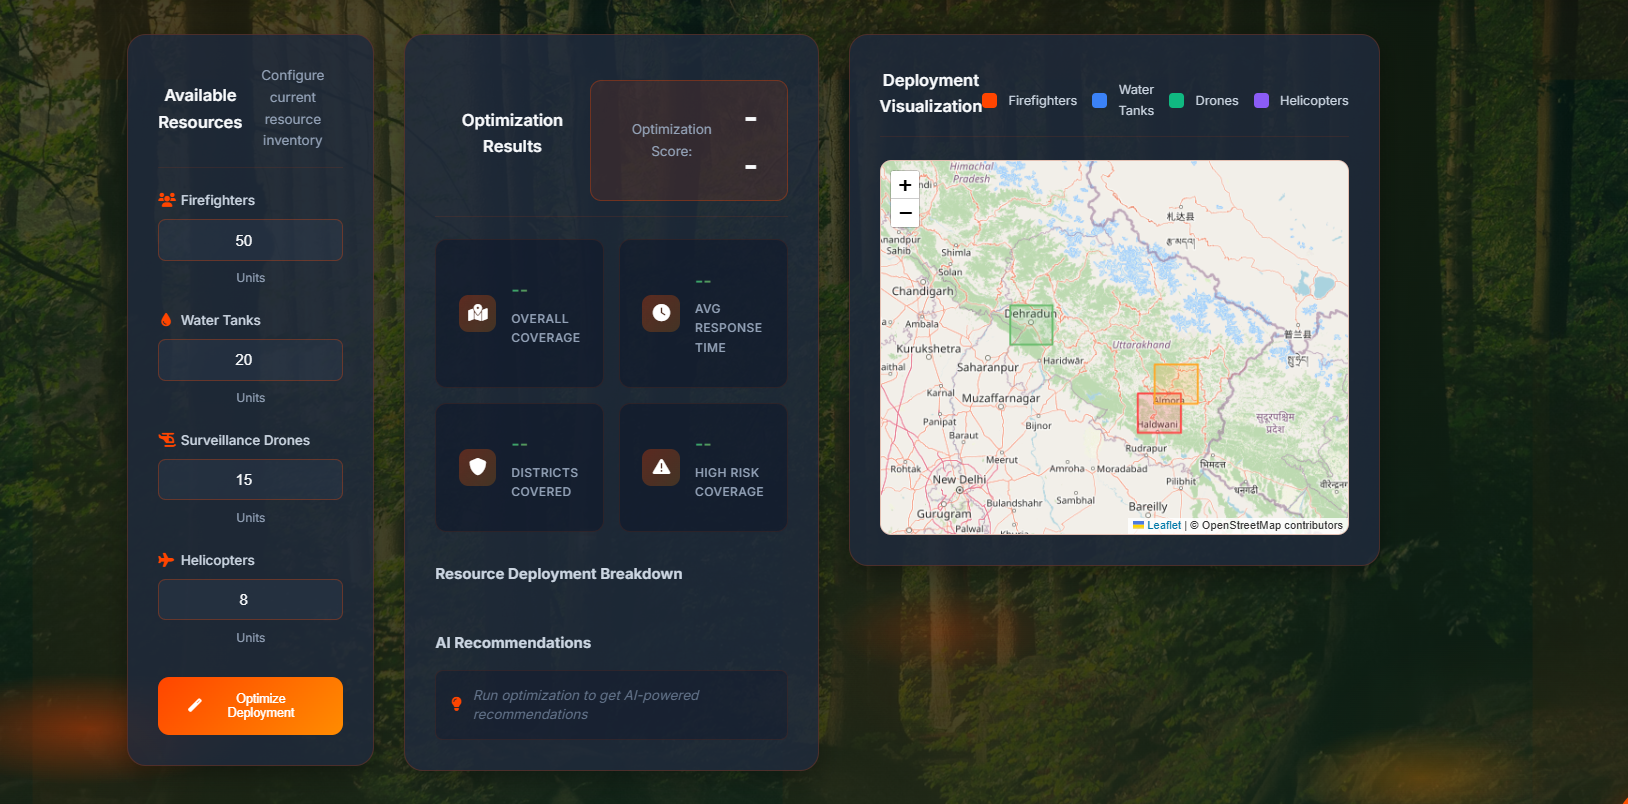 Available
Resources
Configure
current
resource
inventory
Firefighters
50
Units
Water Tanks
20
Units
Surveillance Drones
15
Units
Helicopters
8
Units
Optimize
Deployment
Optimization
Results
Optimization
Score:
-
-
--
OVERALL
COVERAGE
--
AVG
RESPONSE
TIME
--
DISTRICTS
COVERED
--
HIGH RISK
COVERAGE
Resource Deployment Breakdown
AI Recommendations
Run optimization to get AI-powered
recommendations
Deployment
Visualization
Firefighters
Water
Tanks
Drones
Helicopters
+
−
Himachal
Pradesh
札达县
Sahib
Shimla
Solan
Chandigarh
Ambala
Dehradun
Kurukshetra
Uttarakhand
普兰县
Haridwār
Saharanpur
Karnal
Muzaffarnagar
Almora
Haldwani
सुदूरपश्चिम
प्रदेश
Panipat
Baraut
Bijnor
Rudrapur
Meerut
Rohtak
Amroha
Moradabad
Pilibhit
New Delhi
Bulandshahr
Sambhal
Bareilly
Gurugram
Palwal
Leaflet | © OpenStreetMap contributors